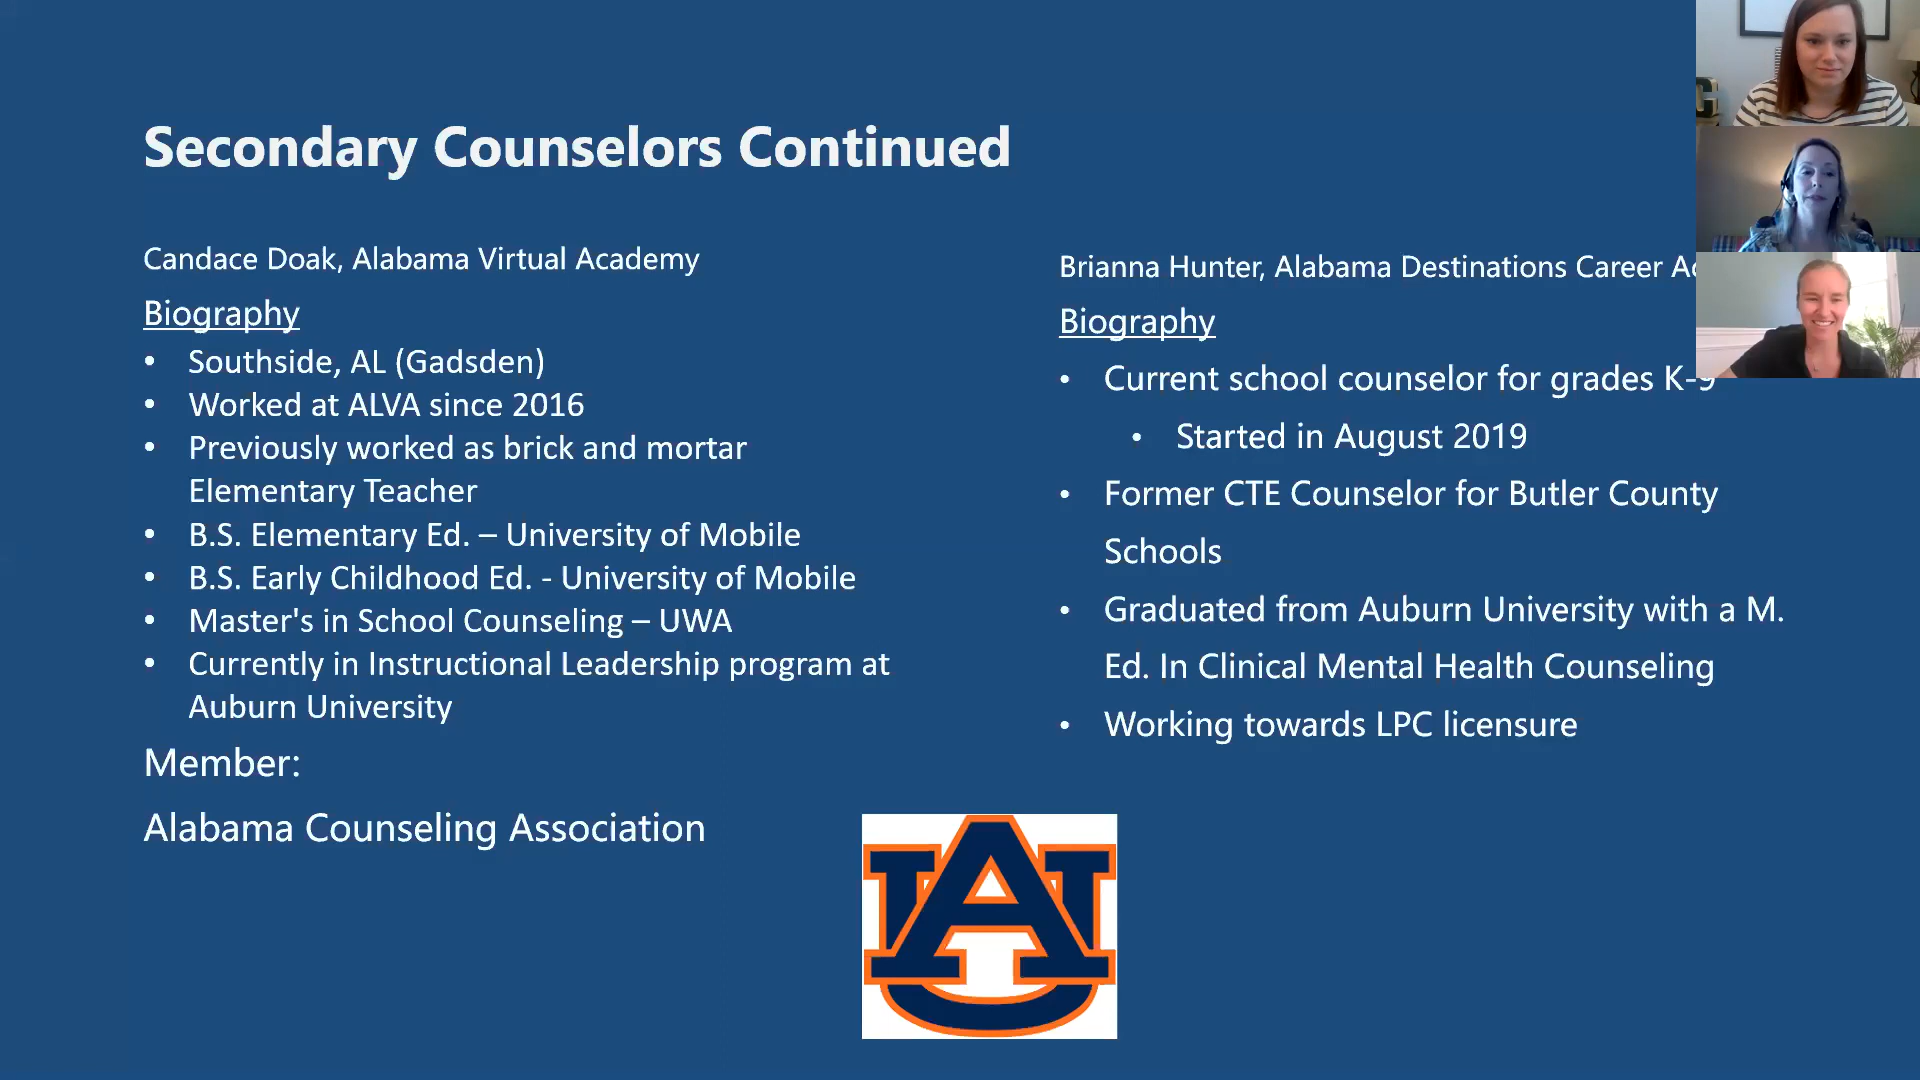 Secondary Counselors Continued
Candace Doak, Alabama Virtual Academy
Biography
• Southside, AL (Gadsden)
• Worked at ALVA since 2016
• Previously worked as brick and mortar
Elementary Teacher
• B.S. Elementary Ed. – University of Mobile
• B.S. Early Childhood Ed. - University of Mobile
• Master's in School Counseling – UWA
• Currently in Instructional Leadership program at
Auburn University
Member:
Alabama Counseling Association
Brianna Hunter, Alabama Destinations Career
Biography
• Current school counselor for grades K-9
• Started in August 2019
• Former CTE Counselor for Butler County
Schools
• Graduated from Auburn University with a M.
Ed. In Clinical Mental Health Counseling
• Working towards LPC licensure
AU